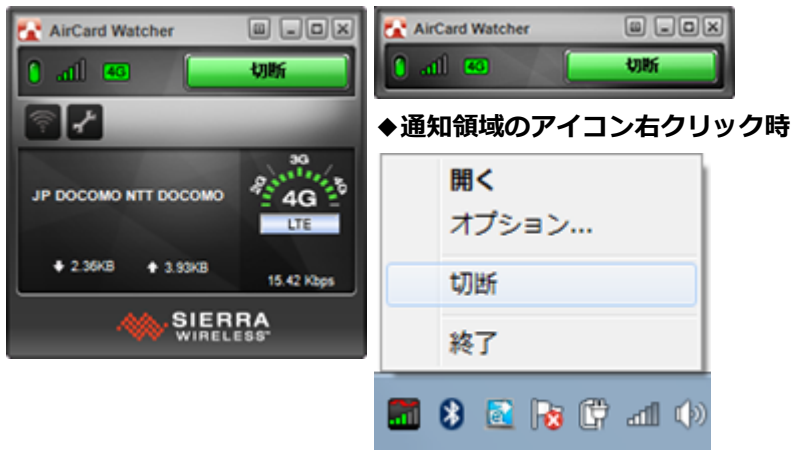 AirCard Watcher
4G
切断
JP DOCOMO NTT DOCOMO
2G
3G
4G
4G
LTE
2.36KB
3.93KB
15.42 Kbps
SIERRA
WIRELESS™
AirCard Watcher
4G
切断
◆通知領域のアイコン右クリック時
開く
オプション...
切断
終了